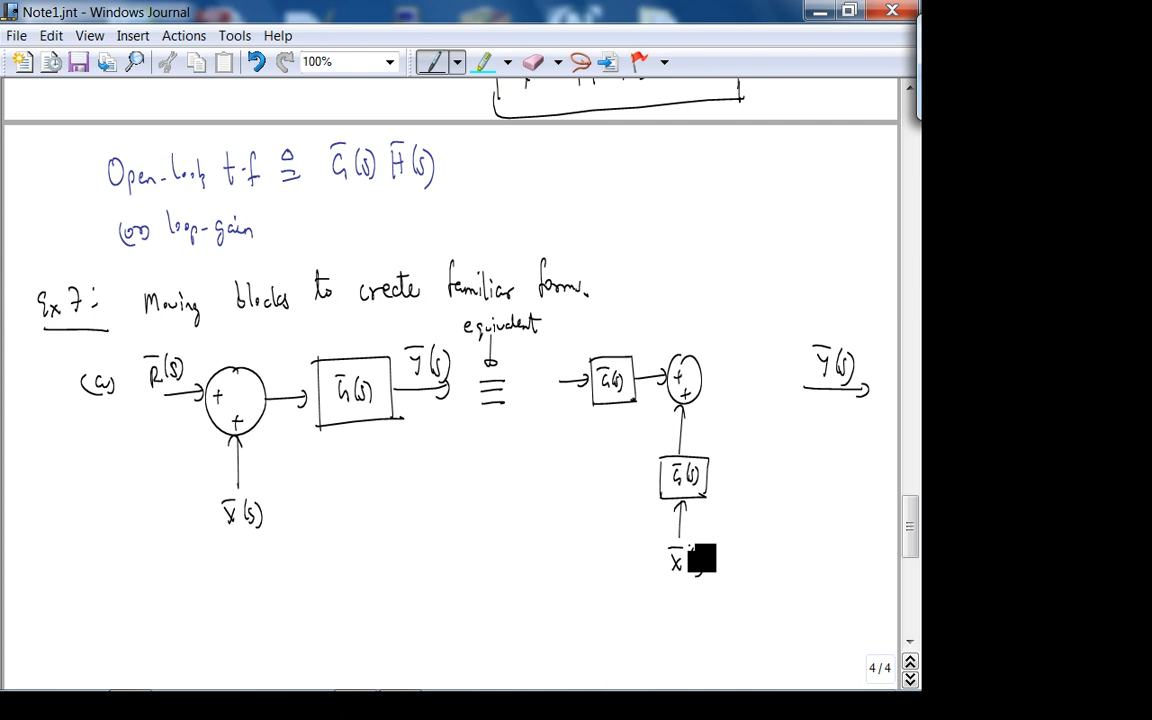 Note1.jnt - Windows Journal
File Edit View Insert Actions Tools Help
100%
Open-loop t.f ≜ G̅(s) H̅(s)
(or) loop-gain
Ex 7: Moving blocks to create familiar form.
equivalent
(a) R̅(s) + + G̅(s) Y̅(s) ≡ G̅(s) + + Y̅(s)
G̅(s)
X̅(s)
X̅
4 / 4